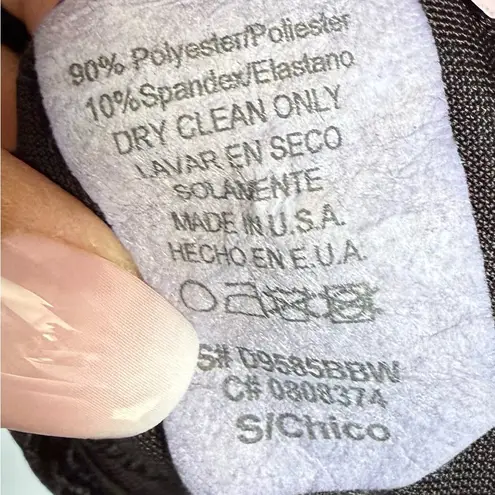 90% Polyester/Poliester
10%Spandex/Elastano
DRY CLEAN ONLY
LAVAR EN SECO
SOLAMENTE
MADE IN U.S.A.
HECHO EN E.U.A.
S# D9585BBW
C# 0808374
S/Chico